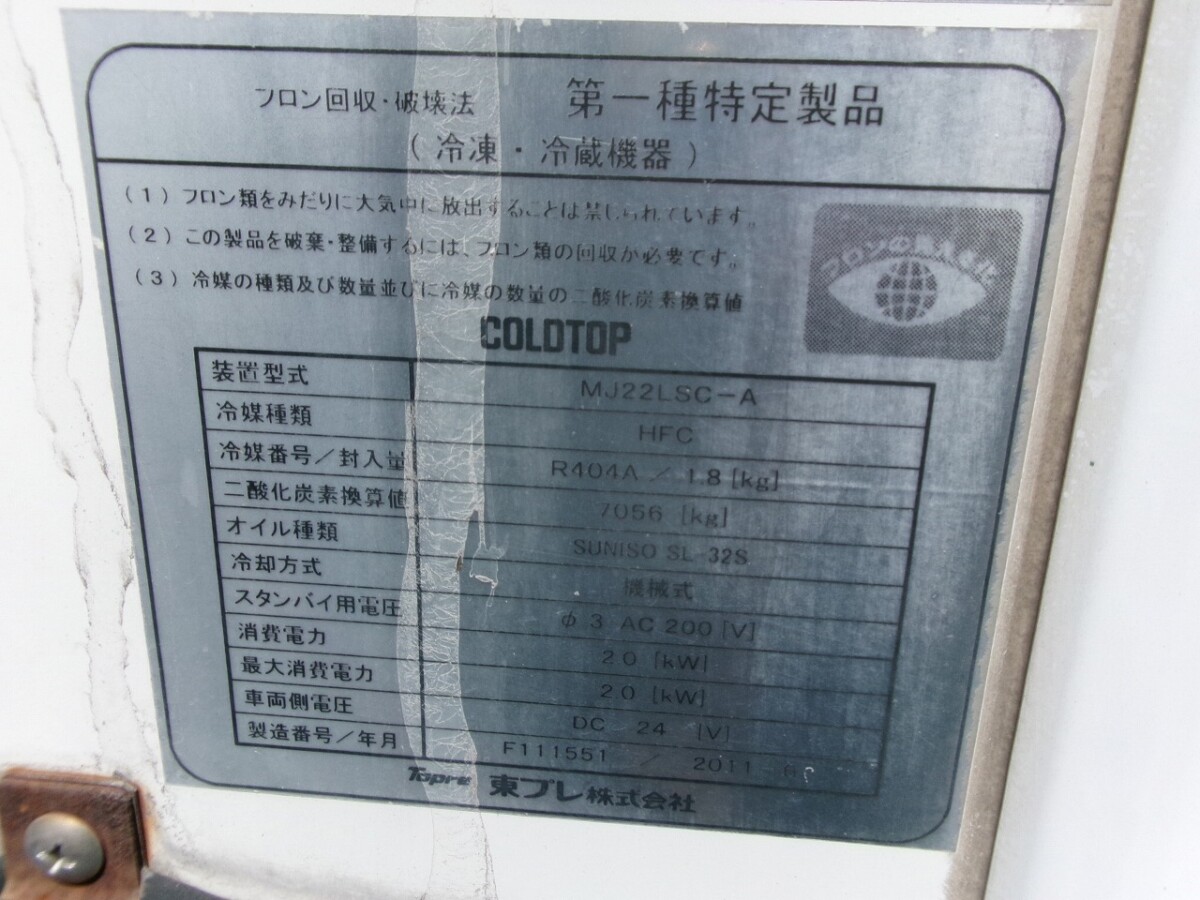 フロン回収・破壊法 第一種特定製品
（冷凍・冷蔵機器）
（1）フロン類をみだりに大気中に放出することは禁じられています。
（2）この製品を破棄・整備するには、フロン類の回収が必要です。
（3）冷媒の種類及び数量並びに冷媒の数量の二酸化炭素換算値
フロンの見える化
COLDTOP
装置型式 MJ22LSC-A
冷媒種類 HFC
冷媒番号／封入量 R404A ／ 1.8 [kg]
二酸化炭素換算値 7056 [kg]
オイル種類 SUNISO SL-32S
冷却方式 機械式
スタンバイ用電圧 φ3 AC 200 [V]
消費電力 2.0 [kW]
最大消費電力 2.0 [kW]
車両側電圧 DC 24 [V]
製造番号／年月 F111551 ／ 2011
Topre 東プレ株式会社